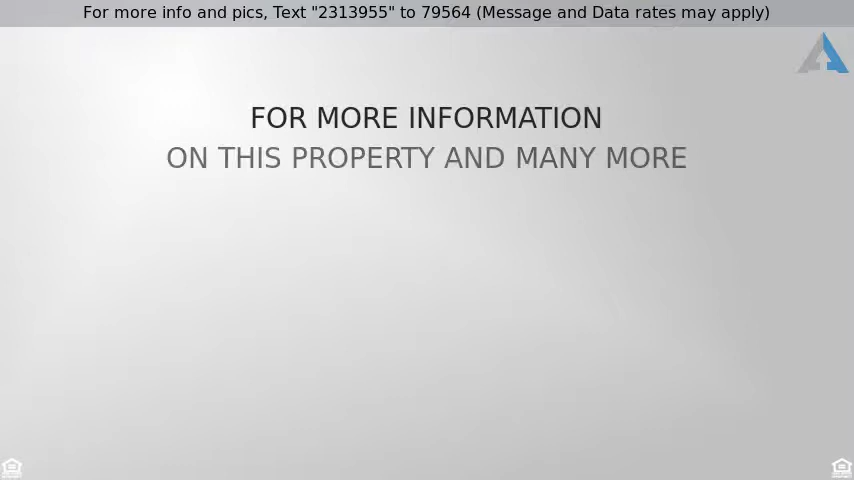 For more info and pics, Text "2313955" to 79564 (Message and Data rates may apply)
FOR MORE INFORMATION
ON THIS PROPERTY AND MANY MORE